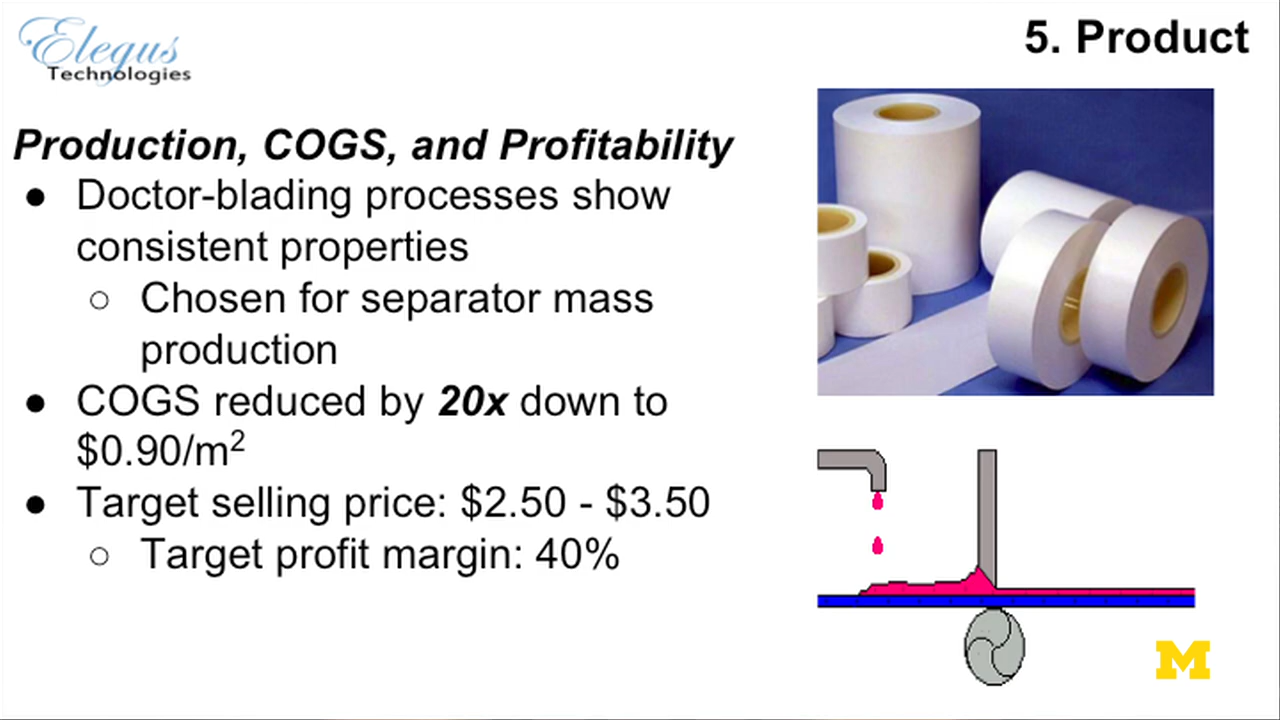 Elegus
Technologies
5. Product
Production, COGS, and Profitability
● Doctor-blading processes show
consistent properties
○ Chosen for separator mass
production
● COGS reduced by 20x down to
$0.90/m²
● Target selling price: $2.50 - $3.50
○ Target profit margin: 40%
M